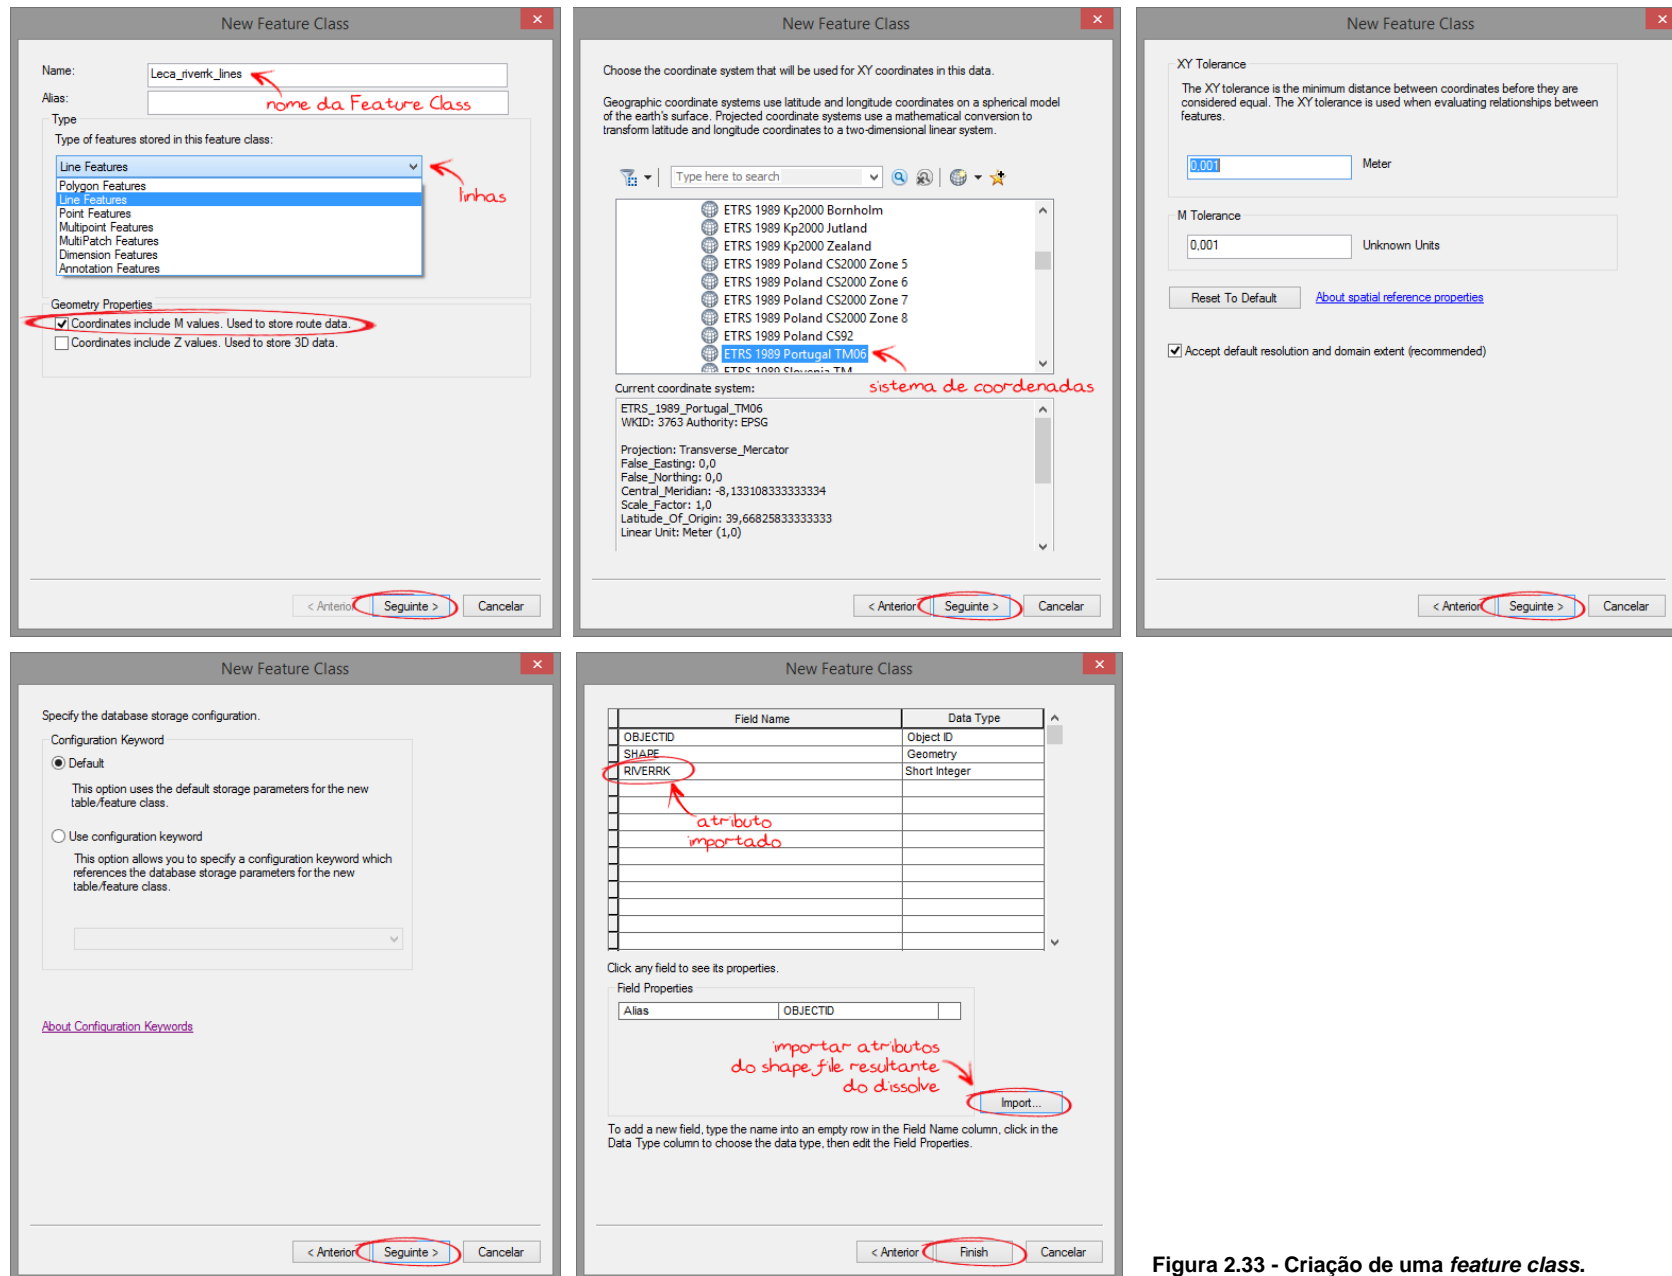 New Feature Class
Name:
Leca_riverrk_lines
nome da Feature Class
Alias:
Type
Type of features stored in this feature class:
Line Features
linhas
Polygon Features
Line Features
Point Features
Multipoint Features
MultiPatch Features
Dimension Features
Annotation Features
Geometry Properties
Coordinates include M values. Used to store route data.
Coordinates include Z values. Used to store 3D data.
< Anterior
Seguinte >
Cancelar
New Feature Class
Choose the coordinate system that will be used for XY coordinates in this data.
Geographic coordinate systems use latitude and longitude coordinates on a spherical model
of the earth's surface. Projected coordinate systems use a mathematical conversion to
transform latitude and longitude coordinates to a two-dimensional linear system.
Type here to search
ETRS 1989 Kp2000 Bornholm
ETRS 1989 Kp2000 Jutland
ETRS 1989 Kp2000 Zealand
ETRS 1989 Poland CS2000 Zone 5
ETRS 1989 Poland CS2000 Zone 6
ETRS 1989 Poland CS2000 Zone 7
ETRS 1989 Poland CS2000 Zone 8
ETRS 1989 Poland CS92
ETRS 1989 Portugal TM06
ETRS 1989 Slovenia TM
sistema de coordenadas
Current coordinate system:
ETRS_1989_Portugal_TM06
WKID: 3763 Authority: EPSG
Projection: Transverse_Mercator
False_Easting: 0,0
False_Northing: 0,0
Central_Meridian: -8,133108333333334
Scale_Factor: 1,0
Latitude_Of_Origin: 39,66825833333333
Linear Unit: Meter (1,0)
< Anterior
Seguinte >
Cancelar
New Feature Class
XY Tolerance
The XY tolerance is the minimum distance between coordinates before they are
considered equal. The XY tolerance is used when evaluating relationships between
features.
0,001
Meter
M Tolerance
0,001
Unknown Units
Reset To Default
About spatial reference properties
Accept default resolution and domain extent (recommended)
< Anterior
Seguinte >
Cancelar
New Feature Class
Specify the database storage configuration.
Configuration Keyword
Default
This option uses the default storage parameters for the new
table/feature class.
Use configuration keyword
This option allows you to specify a configuration keyword which
references the database storage parameters for the new
table/feature class.
About Configuration Keywords
< Anterior
Seguinte >
Cancelar
New Feature Class
Field Name
Data Type
OBJECTID
Object ID
SHAPE
Geometry
RIVERRK
Short Integer
atributo
importado
Click any field to see its properties.
Field Properties
Alias
OBJECTID
importar atributos
do shape file resultante
do dissolve
Import...
To add a new field, type the name into an empty row in the Field Name column, click in the
Data Type column to choose the data type, then edit the Field Properties.
< Anterior
Finish
Cancelar
Figura 2.33 - Criação de uma feature class.